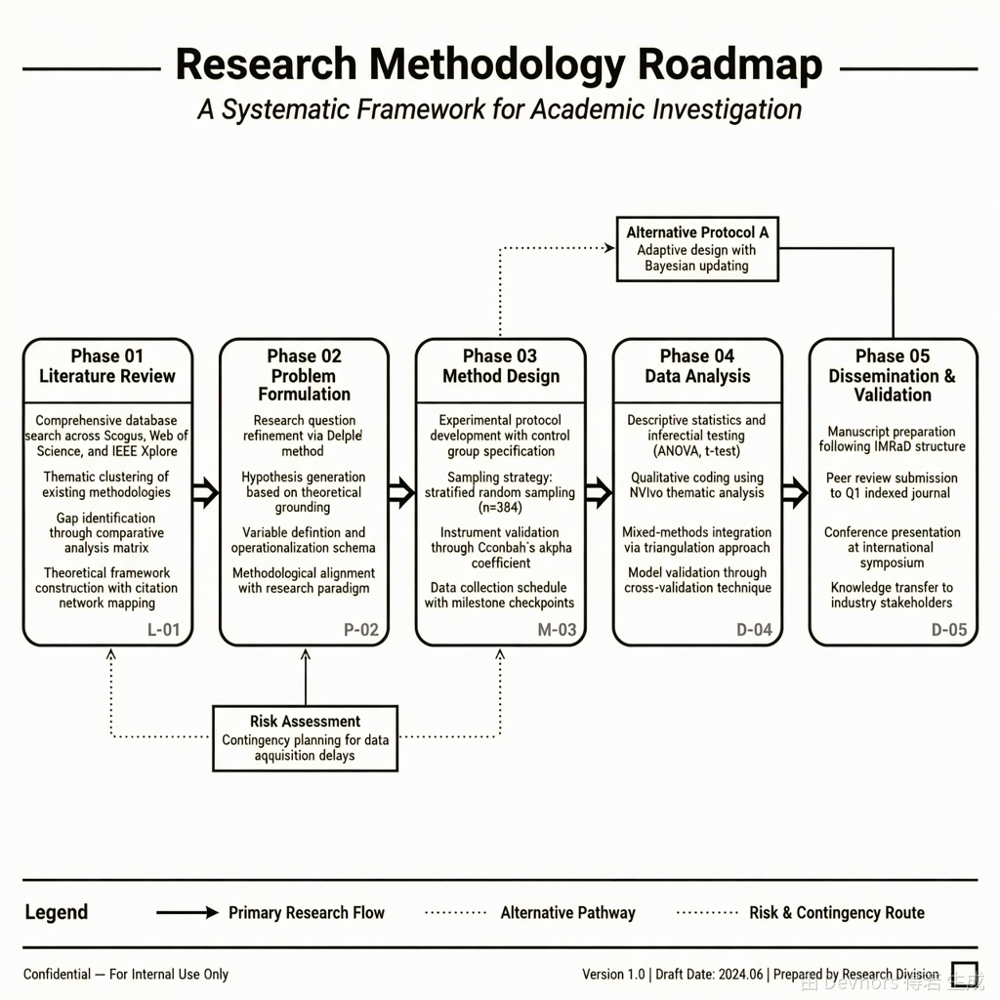 Research Methodology Roadmap
A Systematic Framework for Academic Investigation
Alternative Protocol A
Adaptive design with
Bayesian updating
Phase 01
Literature Review
Comprehensive database
search across Scogus, Web of
Science, and IEEE Xplore
Thematic clustering of
existing methodologies
Gap identification
through comparative
analysis matrix
Theoretical framework
construction with citation
network mapping
L-01
Phase 02
Problem
Formulation
Research question
refinement via Delple'
method
Hypothesis generation
based on theoretical
grounding
Variable defintion and
operationalization schema
Methodological alignment
with research paradigm
P-02
Phase 03
Method Design
Experimental protocol
development with control
group specification
Sampling strategy:
stratified random sampling
(n=384)
Instrument validation
through Cconbah`s akpha
coefficient
Data collection schedule
with milestone checkpoints
M-03
Phase 04
Data Analysis
Descriptive statistics and
inferectial testing
(ANOVA, t-test)
Qualitative coding using
NVIvo thematic analysis
Mixed-methods integration
via triangulation approach
Model validation through
cross-validation technique
D-04
Phase 05
Dissemination &
Validation
Manuscript preparation
following IMRaD structure
Peer review submission
to Q1 indexed journal
Conference presentation
at international
symposium
Knowledge transfer to
industry stakeholders
D-05
Risk Assessment
Contingency planning for data
aqquisition delays
Legend
Primary Research Flow
Alternative Pathway
Risk & Contingency Route
Confidential — For Internal Use Only
Version 1.0 | Draft Date: 2024.06 | Prepared by Research Division
由 Devnors 得若 生成